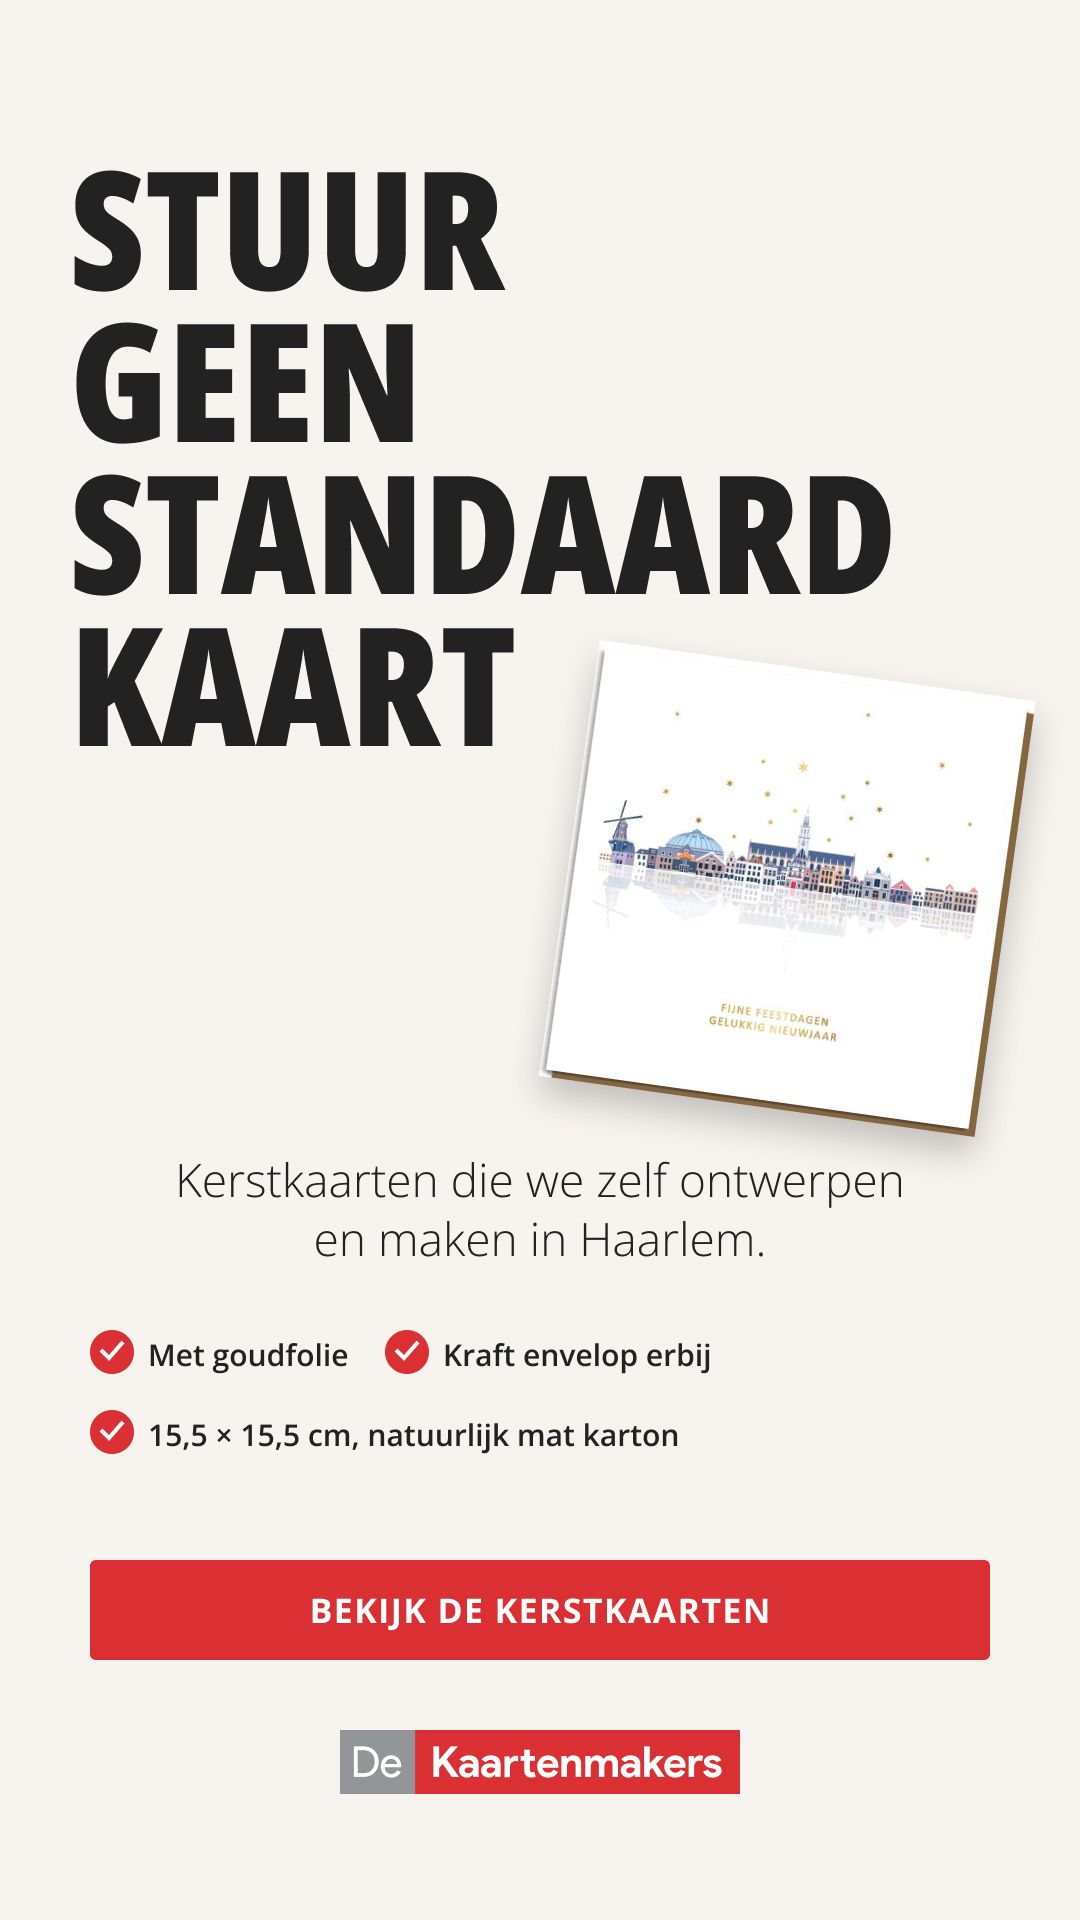 STUUR
GEEN
STANDAARD
KAART
FIJNE FEESTDAGEN
GELUKKIG NIEUWJAAR
Kerstkaarten die we zelf ontwerpen
en maken in Haarlem.
Met goudfolie Kraft envelop erbij
15,5 × 15,5 cm, natuurlijk mat karton
BEKIJK DE KERSTKAARTEN
De Kaartenmakers